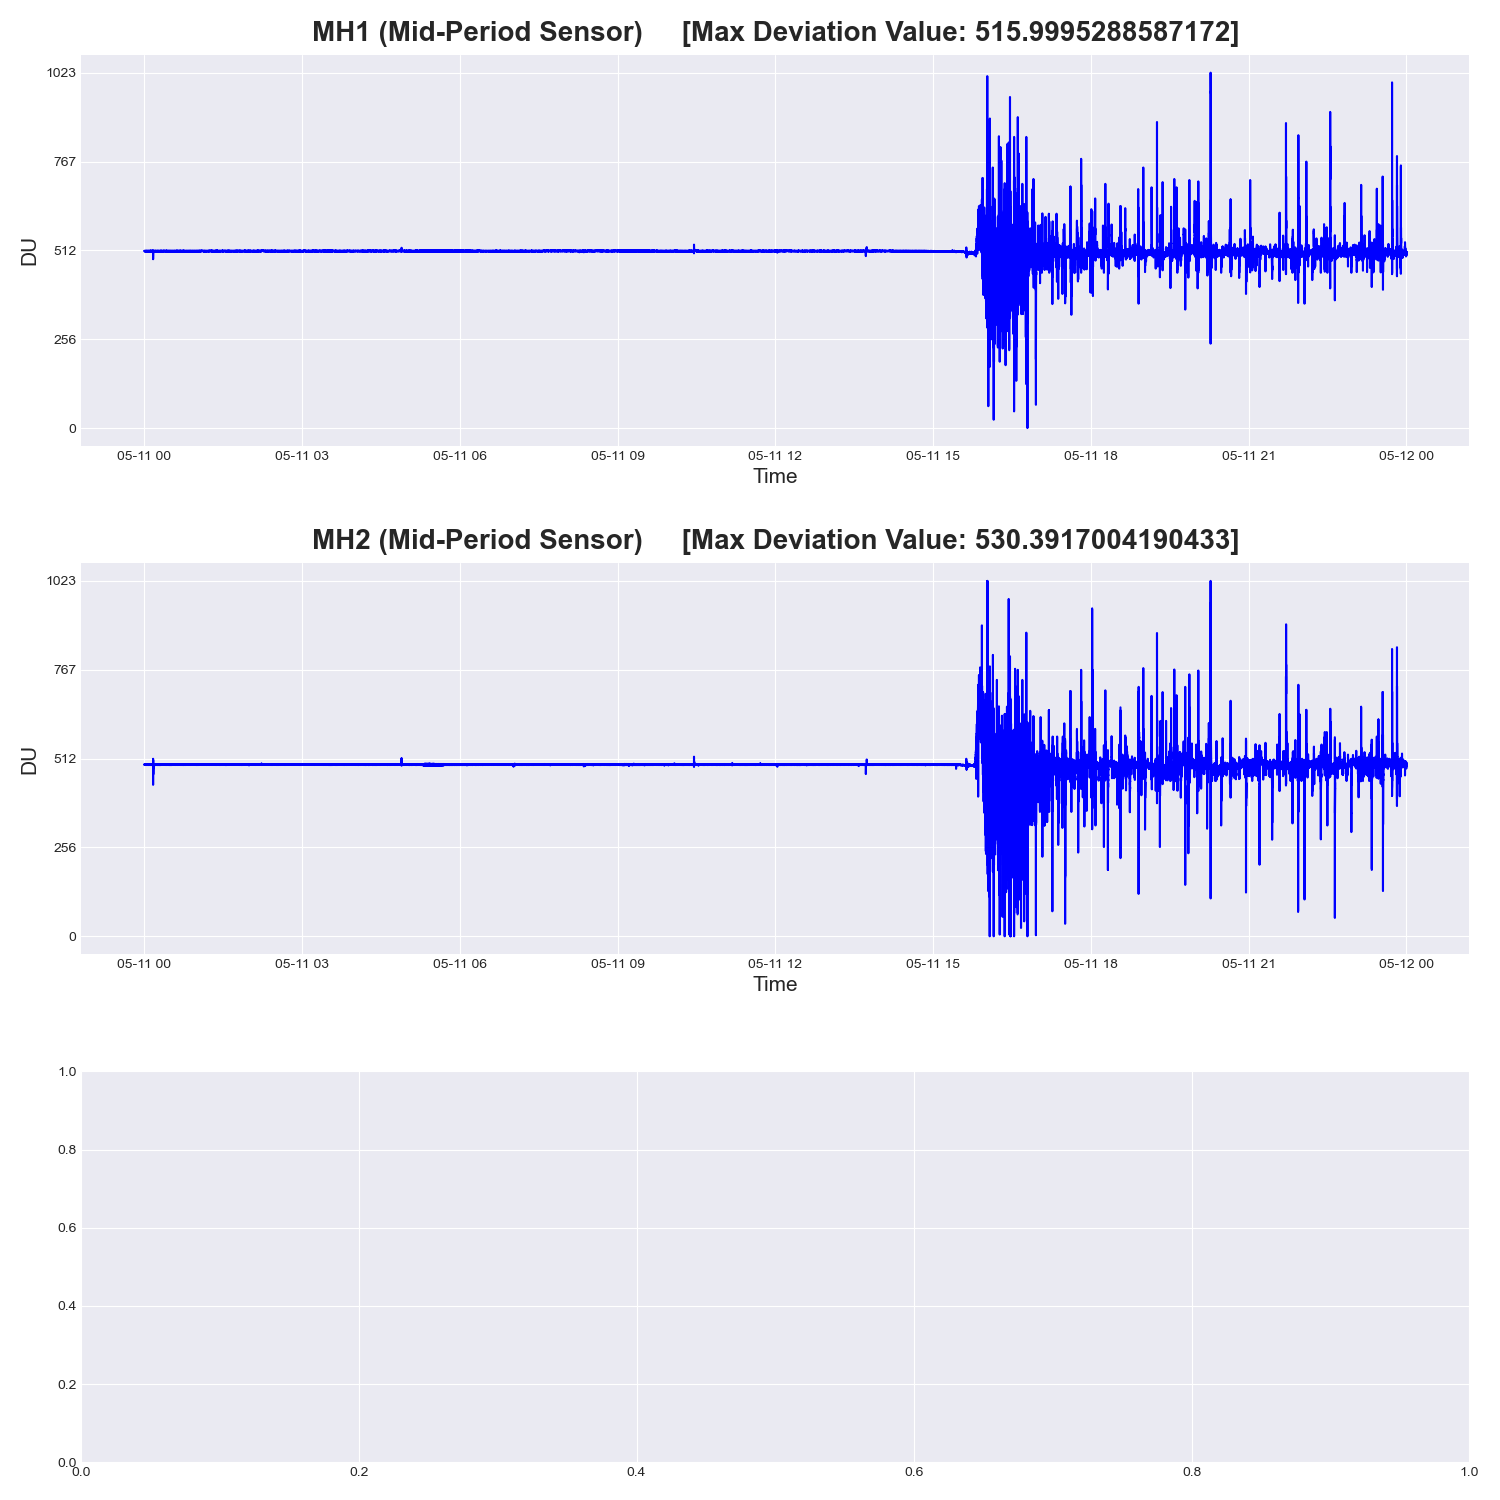 MH1 (Mid-Period Sensor) [Max Deviation Value: 515.9995288587172]
1023
767
512
256
0
DU
05-11 00 05-11 03 05-11 06 05-11 09 05-11 12 05-11 15 05-11 18 05-11 21 05-12 00
Time
MH2 (Mid-Period Sensor) [Max Deviation Value: 530.3917004190433]
1023
767
512
256
0
DU
05-11 00 05-11 03 05-11 06 05-11 09 05-11 12 05-11 15 05-11 18 05-11 21 05-12 00
Time
1.0
0.8
0.6
0.4
0.2
0.0
0.0 0.2 0.4 0.6 0.8 1.0